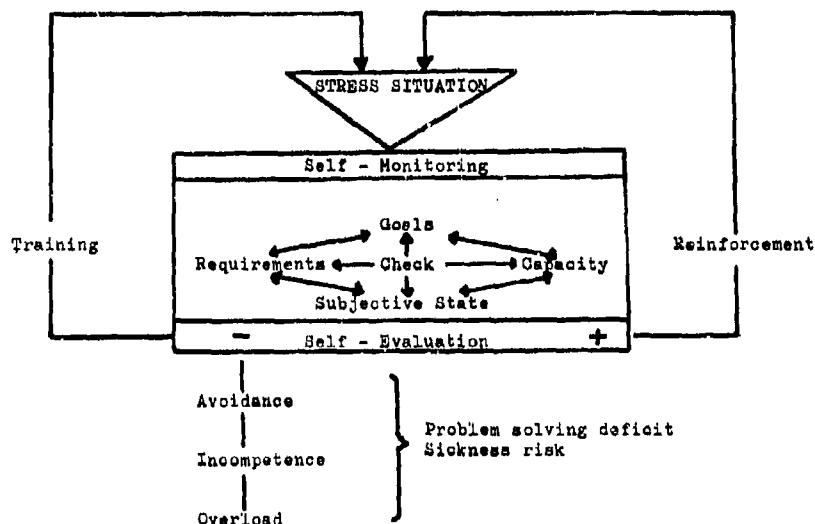 STRESS SITUATION
Self - Monitoring
Goals
Training
Reinforcement
Requirements
Check
Capacity
Subjective State
-
Self - Evaluation
+
Avoidance
Problem solving deficit
Sickness risk
Incompetence
Overload